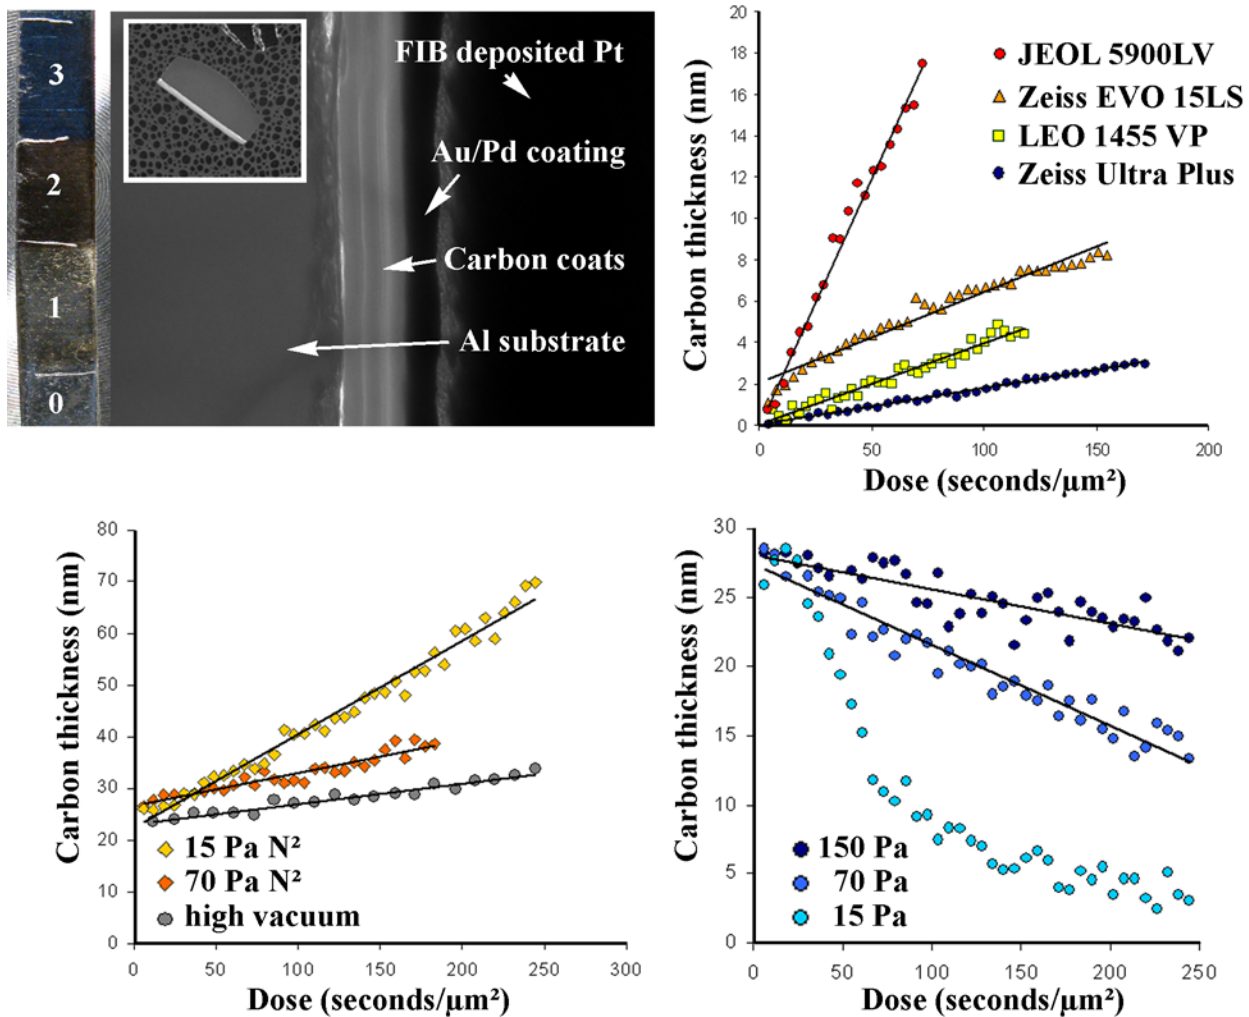 3
2
1
0
FIB deposited Pt
Au/Pd coating
Carbon coats
Al substrate
Carbon thickness (nm)
20
18
16
14
12
10
8
6
4
2
0
JEOL 5900LV
Zeiss EVO 15LS
LEO 1455 VP
Zeiss Ultra Plus
0 50 100 150 200
Dose (seconds/µm²)
Carbon thickness (nm)
80
70
60
50
40
30
20
10
0
15 Pa N²
70 Pa N²
high vacuum
0 50 100 150 200 250 300
Dose (seconds/µm²)
Carbon thickness (nm)
30
25
20
15
10
5
0
150 Pa
70 Pa
15 Pa
0 50 100 150 200 250
Dose (seconds/µm²)